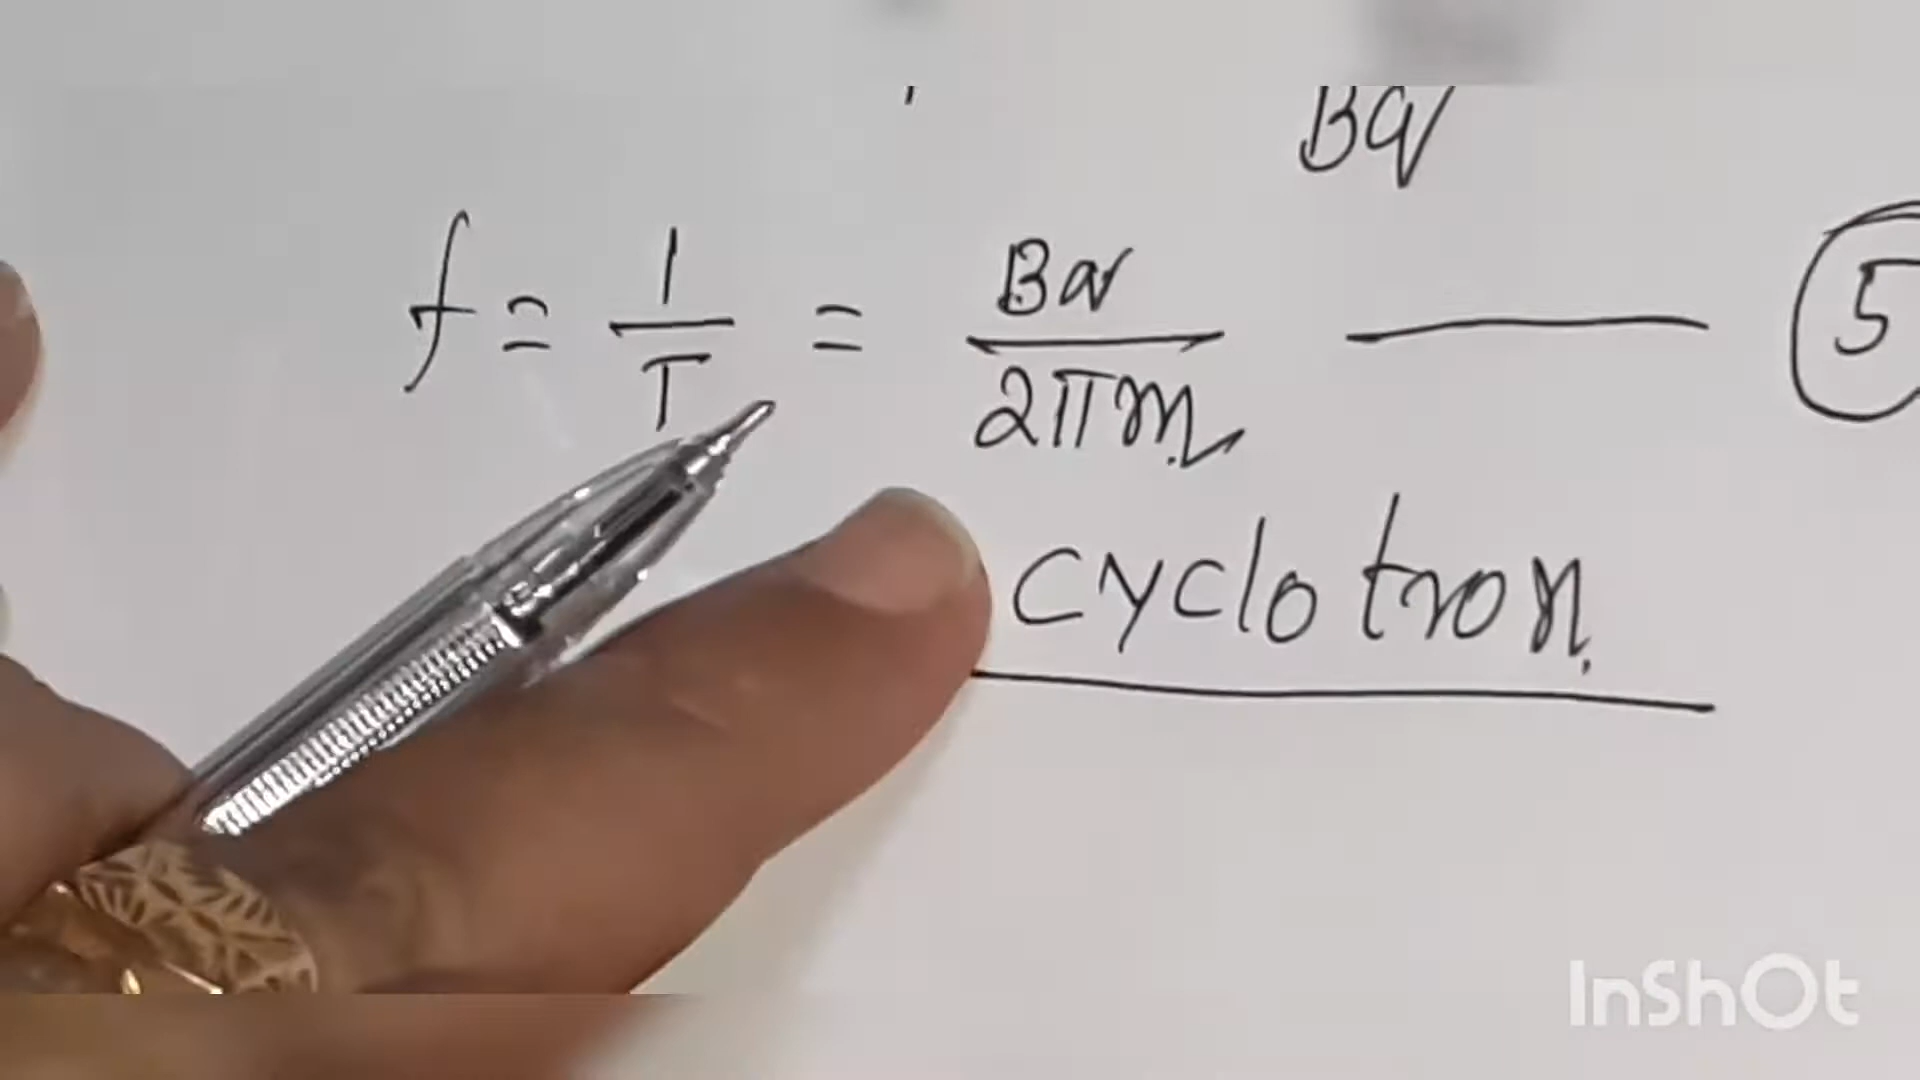 Bq
f = 1/T = Bq/2πm — 5
cyclotron.
InShOt